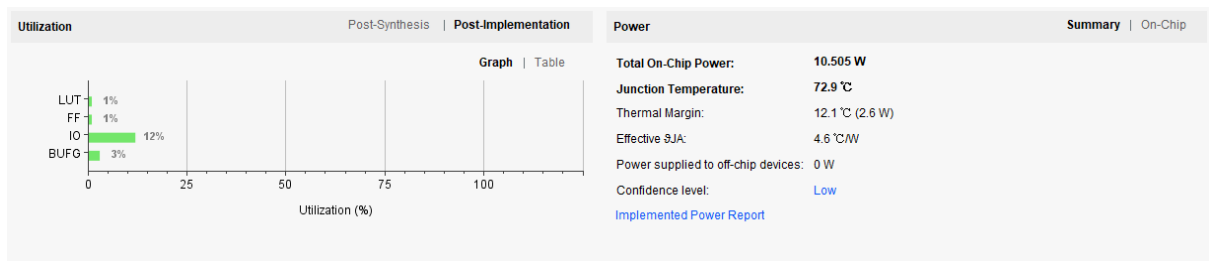 Utilization
Post-Synthesis | Post-Implementation
Graph | Table
LUT 1%
FF 1%
IO 12%
BUFG 3%
0 25 50 75 100
Utilization (%)
Power
Summary | On-Chip
Total On-Chip Power: 10.505 W
Junction Temperature: 72.9 °C
Thermal Margin: 12.1 °C (2.6 W)
Effective ϑJA: 4.6 °C/W
Power supplied to off-chip devices: 0 W
Confidence level: Low
Implemented Power Report